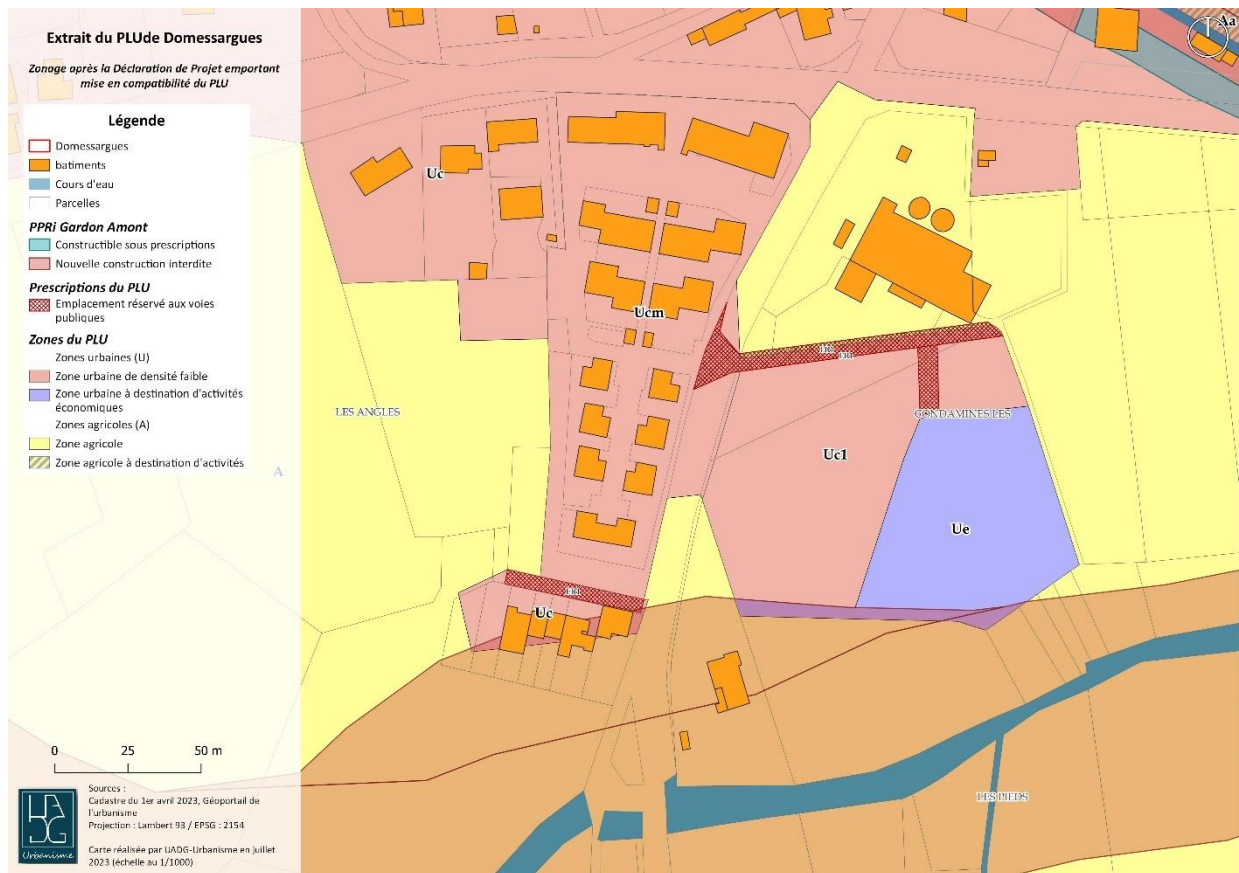 Extrait du PLUde Domessargues
Zonage après la Déclaration de Projet emportant
mise en compatibilité du PLU
Légende
Domessargues
batiments
Cours d'eau
Parcelles
PPRi Gardon Amont
Constructible sous prescriptions
Nouvelle construction interdite
Prescriptions du PLU
Emplacement réservé aux voies
publiques
Zones du PLU
Zones urbaines (U)
Zone urbaine de densité faible
Zone urbaine à destination d'activités
économiques
Zones agricoles (A)
Zone agricole
Zone agricole à destination d'activités
0 25 50 m
UADG
Urbanisme
Sources :
Cadastre du 1er avril 2023, Géoportail de
l'urbanisme
Projection : Lambert 93 / EPSG : 2154
Carte réalisée par UADG-Urbanisme en juillet
2023 (échelle au 1/1000)
Aa
Uc
Ucm
LES ANGLES
A
GONDAMINES LES
Uc1
Ue
Uc
LES PIEDS